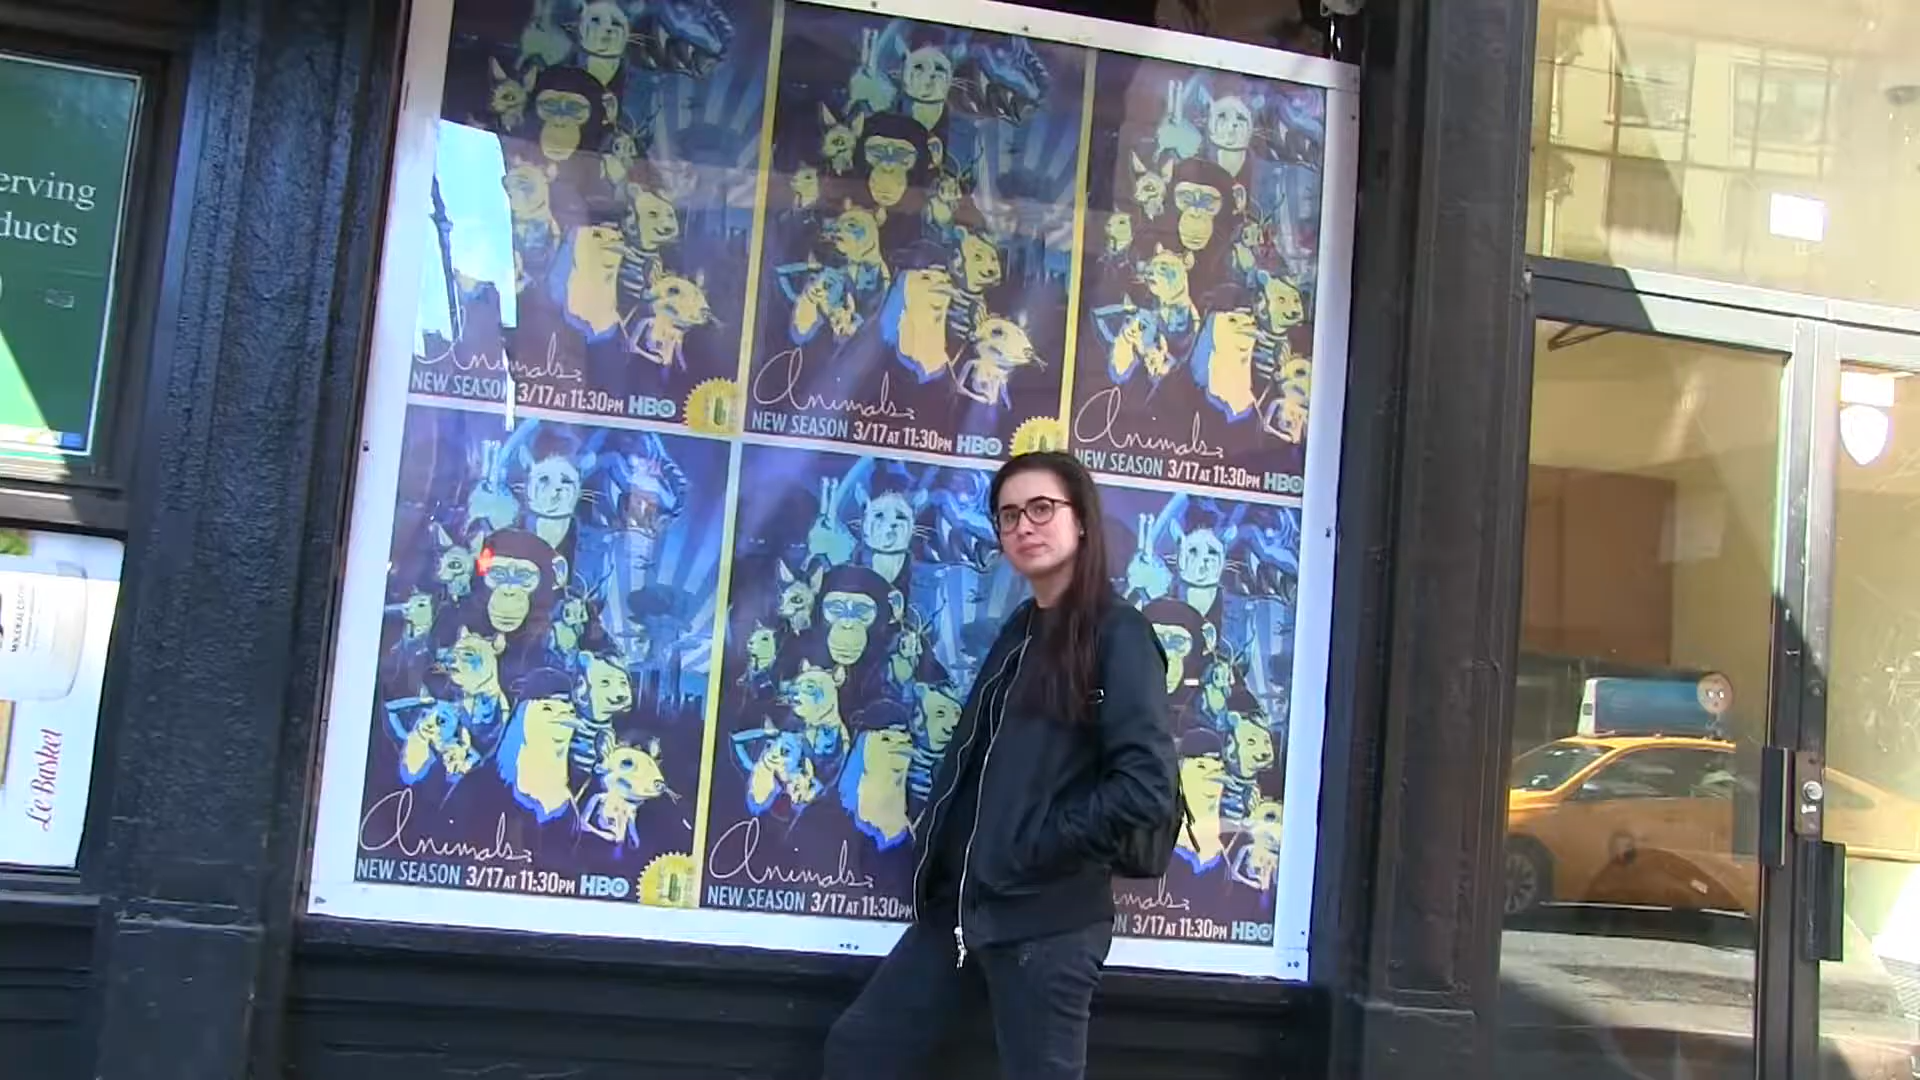 erving
ducts
Le Basket
Animals.
NEW SEASON 3/17 AT 11:30PM HBO
Animals.
NEW SEASON 3/17 AT 11:30PM HBO
Animals.
NEW SEASON 3/17 AT 11:30PM HBO
Animals.
NEW SEASON 3/17 AT 11:30PM HBO
Animals.
NEW SEASON 3/17 AT 11:30PM
mals.
N 3/17 AT 11:30PM HBO